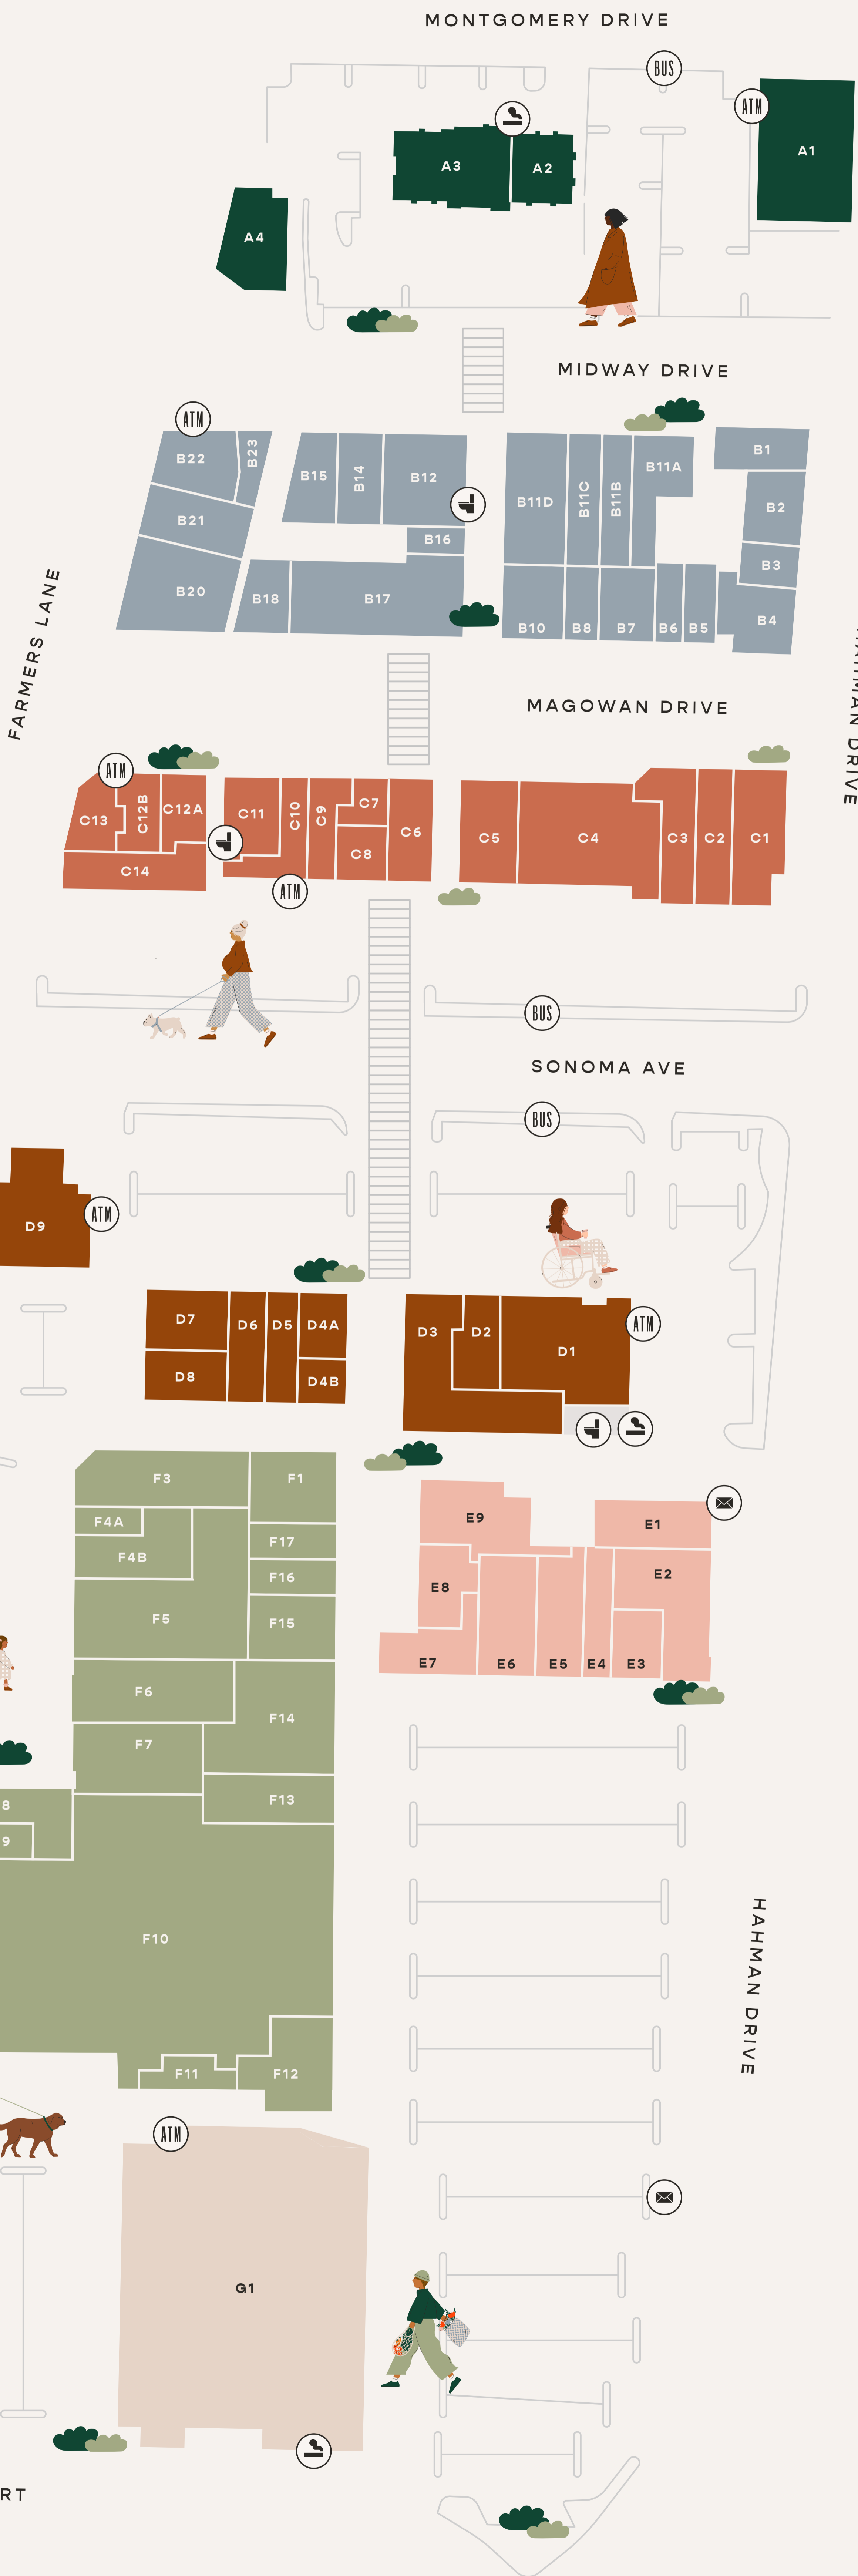 MONTGOMERY DRIVE
BUS
ATM
A1
A3
A2
A4
MIDWAY DRIVE
ATM
B22
B23
B15
B14
B12
B11D
B11C
B11B
B11A
B1
B2
B21
B16
B3
B20
B18
B17
B10
B8
B7
B6
B5
B4
FARMERS LANE
MAGOWAN DRIVE
HAHMAN DRIVE
ATM
C13
C12B
C12A
C11
C10
C9
C7
C6
C8
C14
C5
C4
C3
C2
C1
ATM
BUS
SONOMA AVE
BUS
D9
ATM
D7
D6
D5
D4A
D8
D4B
D3
D2
D1
ATM
F3
F1
F4A
F4B
F17
F16
F5
F15
E9
E1
E8
E2
E7
E6
E5
E4
E3
F6
F14
F7
F13
8
9
F10
HAHMAN DRIVE
F11
F12
ATM
G1
RT